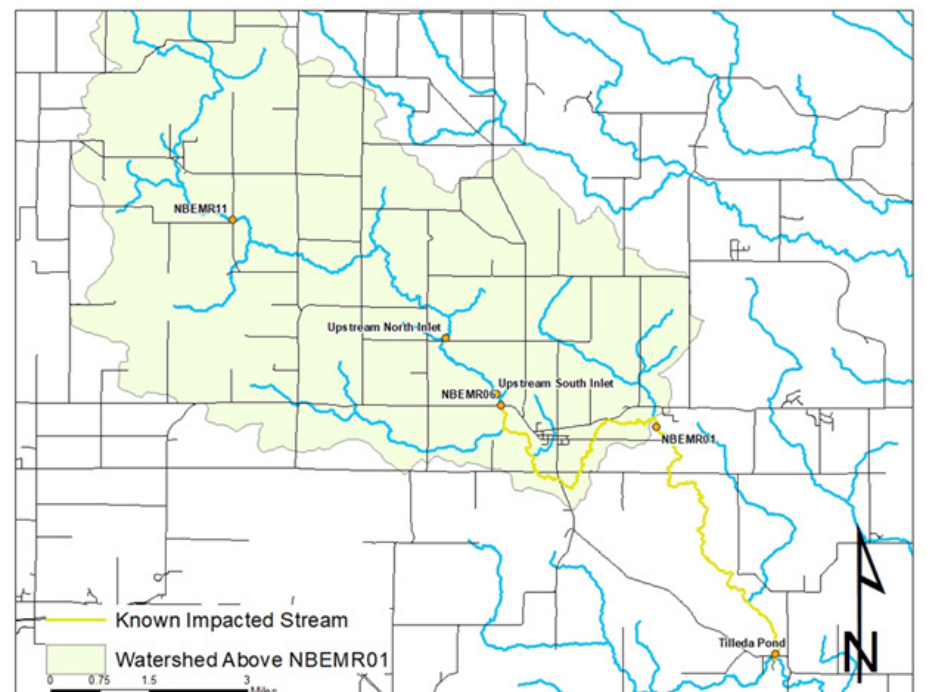 NBEMR11
Upstream North Inlet
Upstream South Inlet
NBEMR06
NBEMR01
Tilleda Pond
Known Impacted Stream
Watershed Above NBEMR01
0 0.75 1.5 3
Miles
N